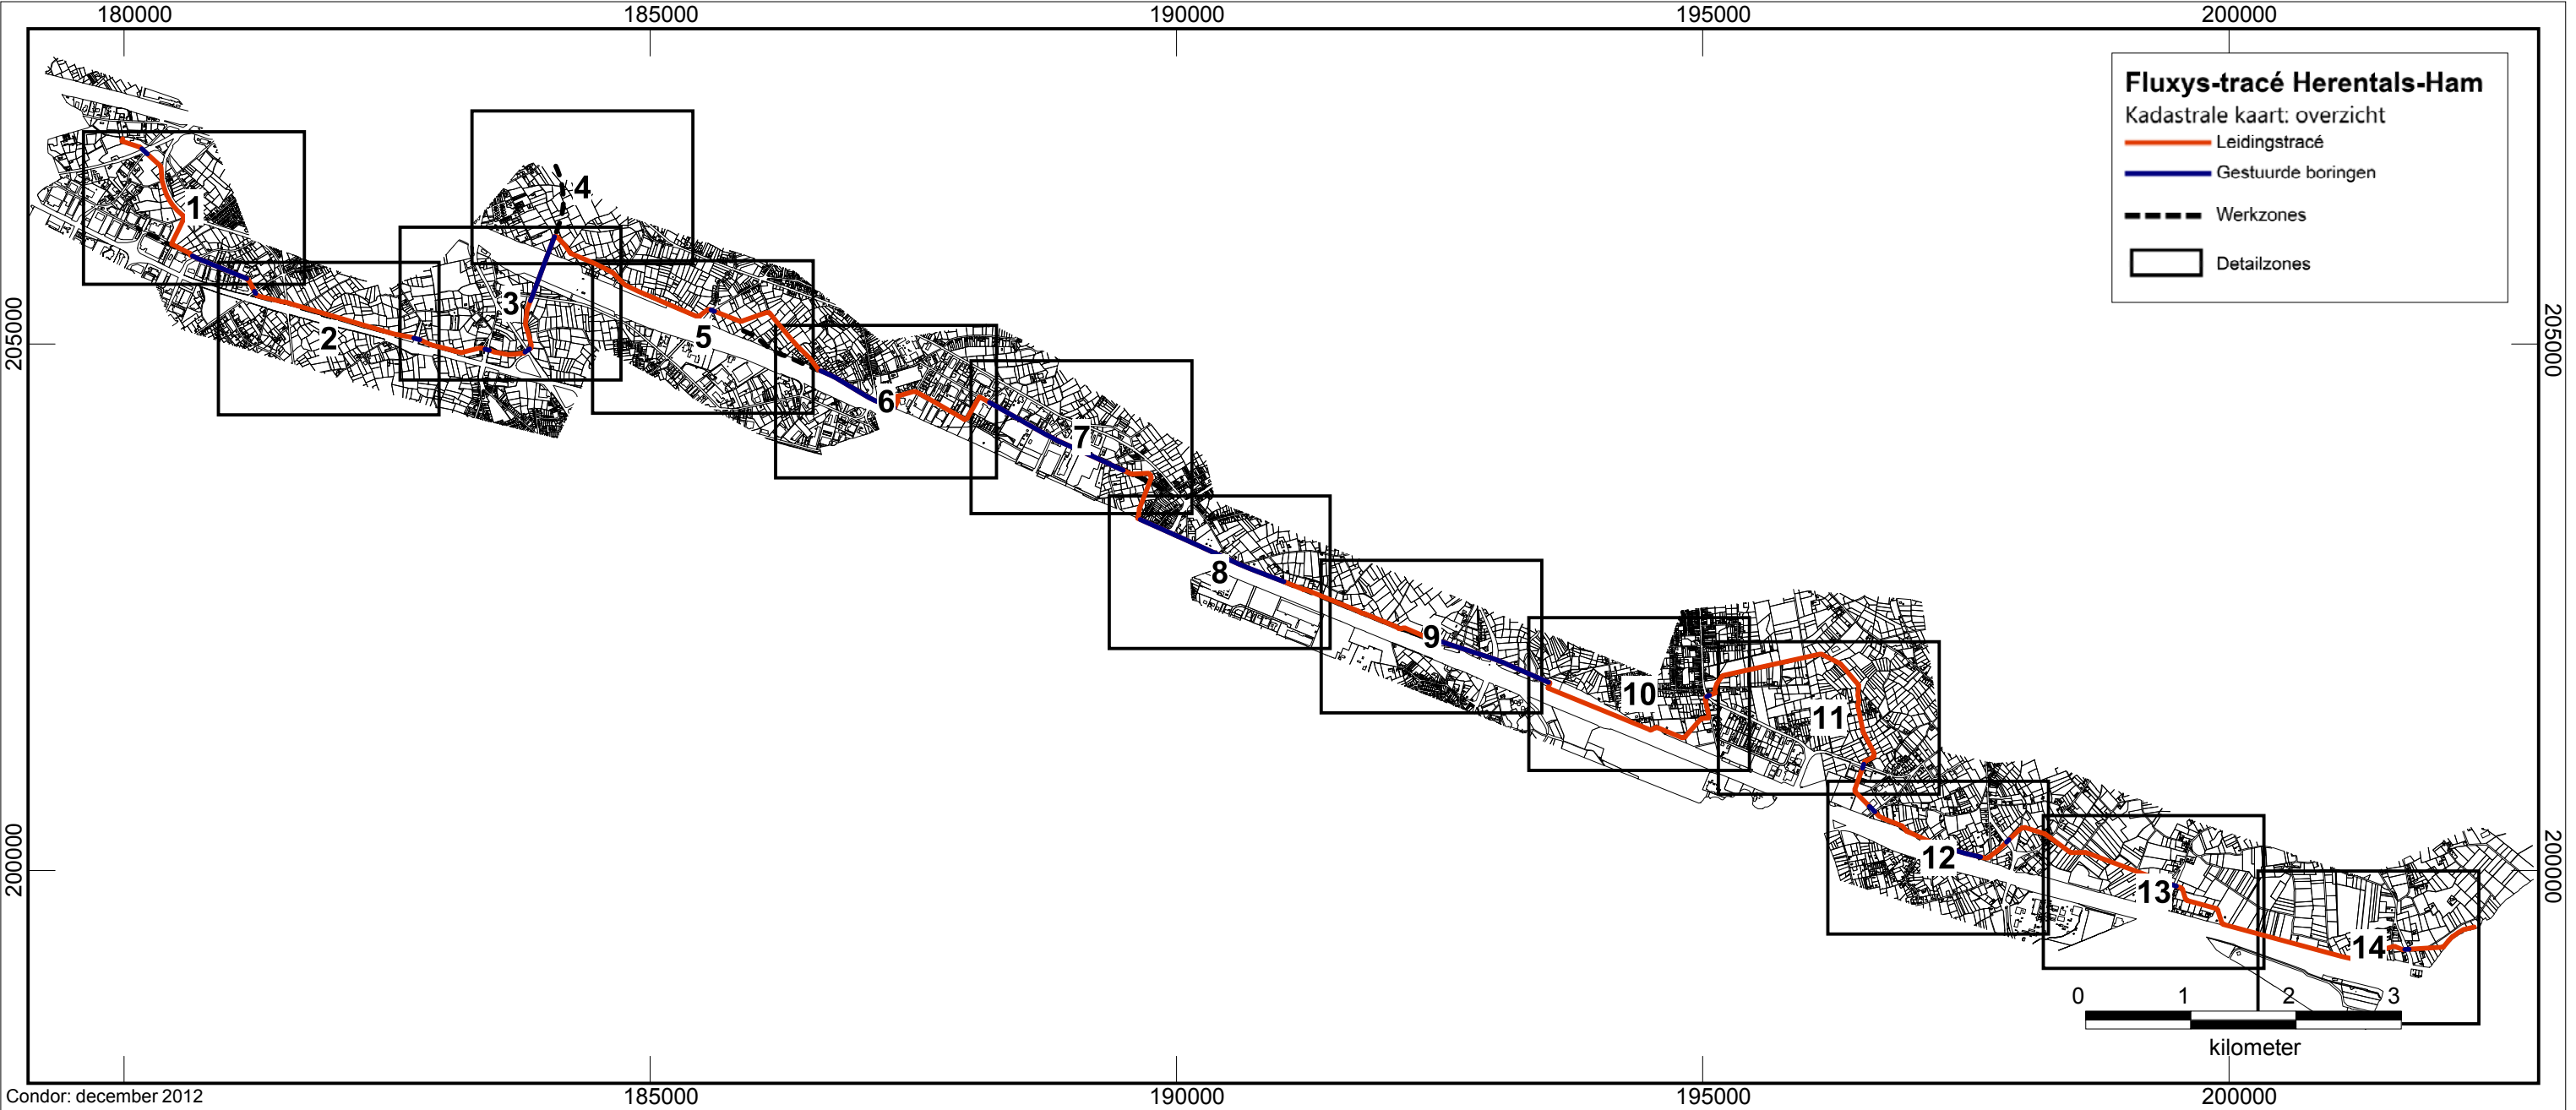 180000 185000 190000 195000 200000
Fluxys-tracé Herentals-Ham
Kadastrale kaart: overzicht
Leidingstracé
Gestuurde boringen
Werkzones
Detailzones
4
1
3
205000
205000
2
5
6
7
8
9
10
11
12
200000
200000
13
14
0 1 2 3
kilometer
Condor: december 2012
185000 190000 195000 200000